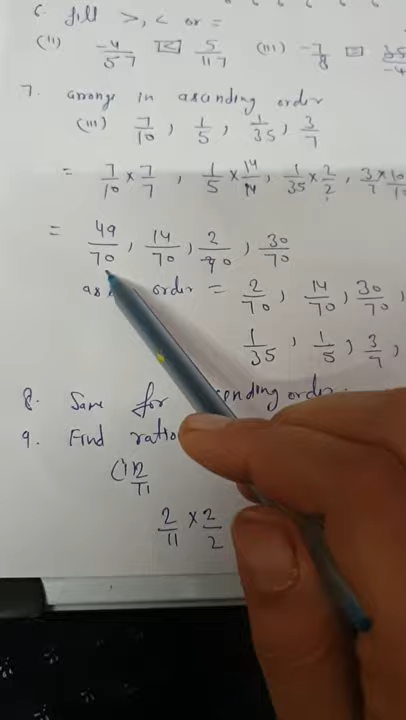 6. fill >, < or =
(ii) -4/57 < 5/117 (iii) -7/8 = 35/-4
7. arrange in ascending order
(iii) 7/10, 1/5, 1/35, 3/7
= 7/10 × 7/7, 1/5 × 14/14, 1/35 × 2/2, 3/7 × 10/10
= 49/70, 14/70, 2/70, 30/70
order = 2/70, 14/70, 30/70,
1/35, 1/5, 3/7,
8. Same for order.
9. Find
(1) 2/11
2/11 × 2/2